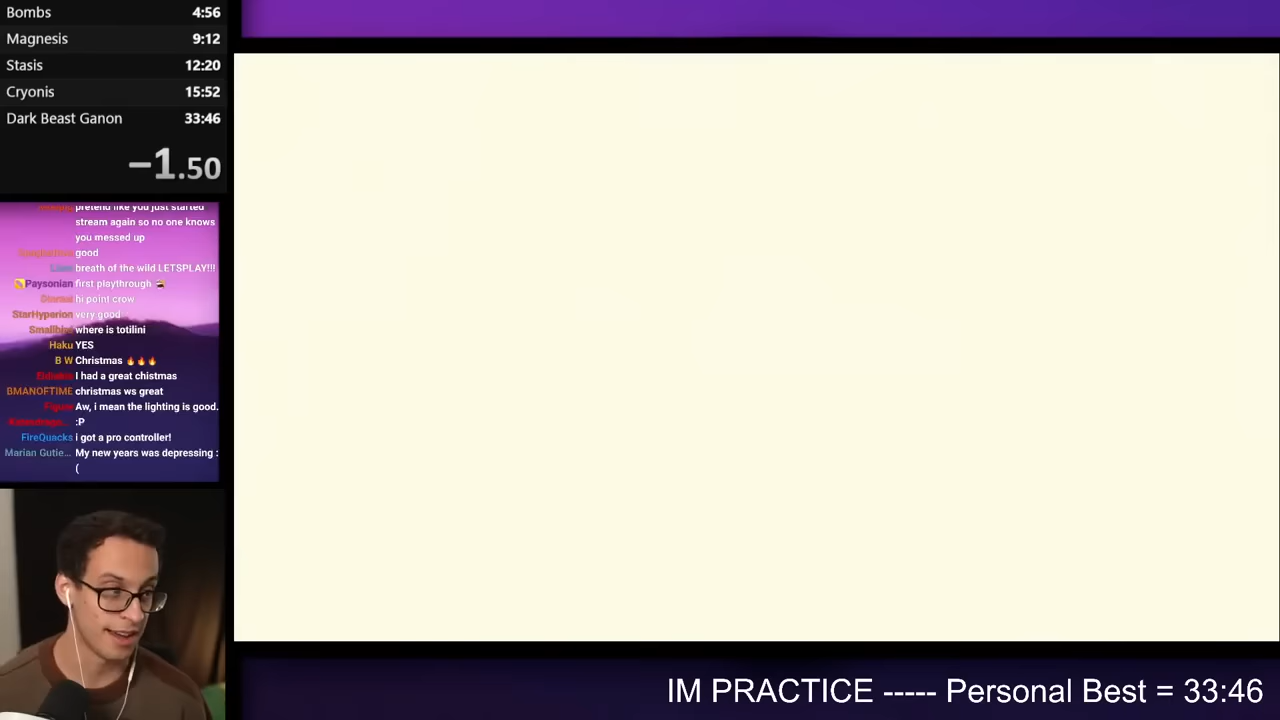 Bombs 4:56
Magnesis 9:12
Stasis 12:20
Cryonis 15:52
Dark Beast Ganon 33:46
−1.50
pretend like you just started
stream again so no one knows
you messed up
good
breath of the wild LETSPLAY!!!
Paysonian first playthrough
hi point crow
StarHyperion very good
where is totilini
Haku YES
B W Christmas 🔥🔥🔥
I had a great chistmas
BMANOFTIME christmas ws great
Aw, i mean the lighting is good.
:P
FireQuacks i got a pro controller!
Marian Gutie... My new years was depressing :
(
IM PRACTICE ----- Personal Best = 33:46